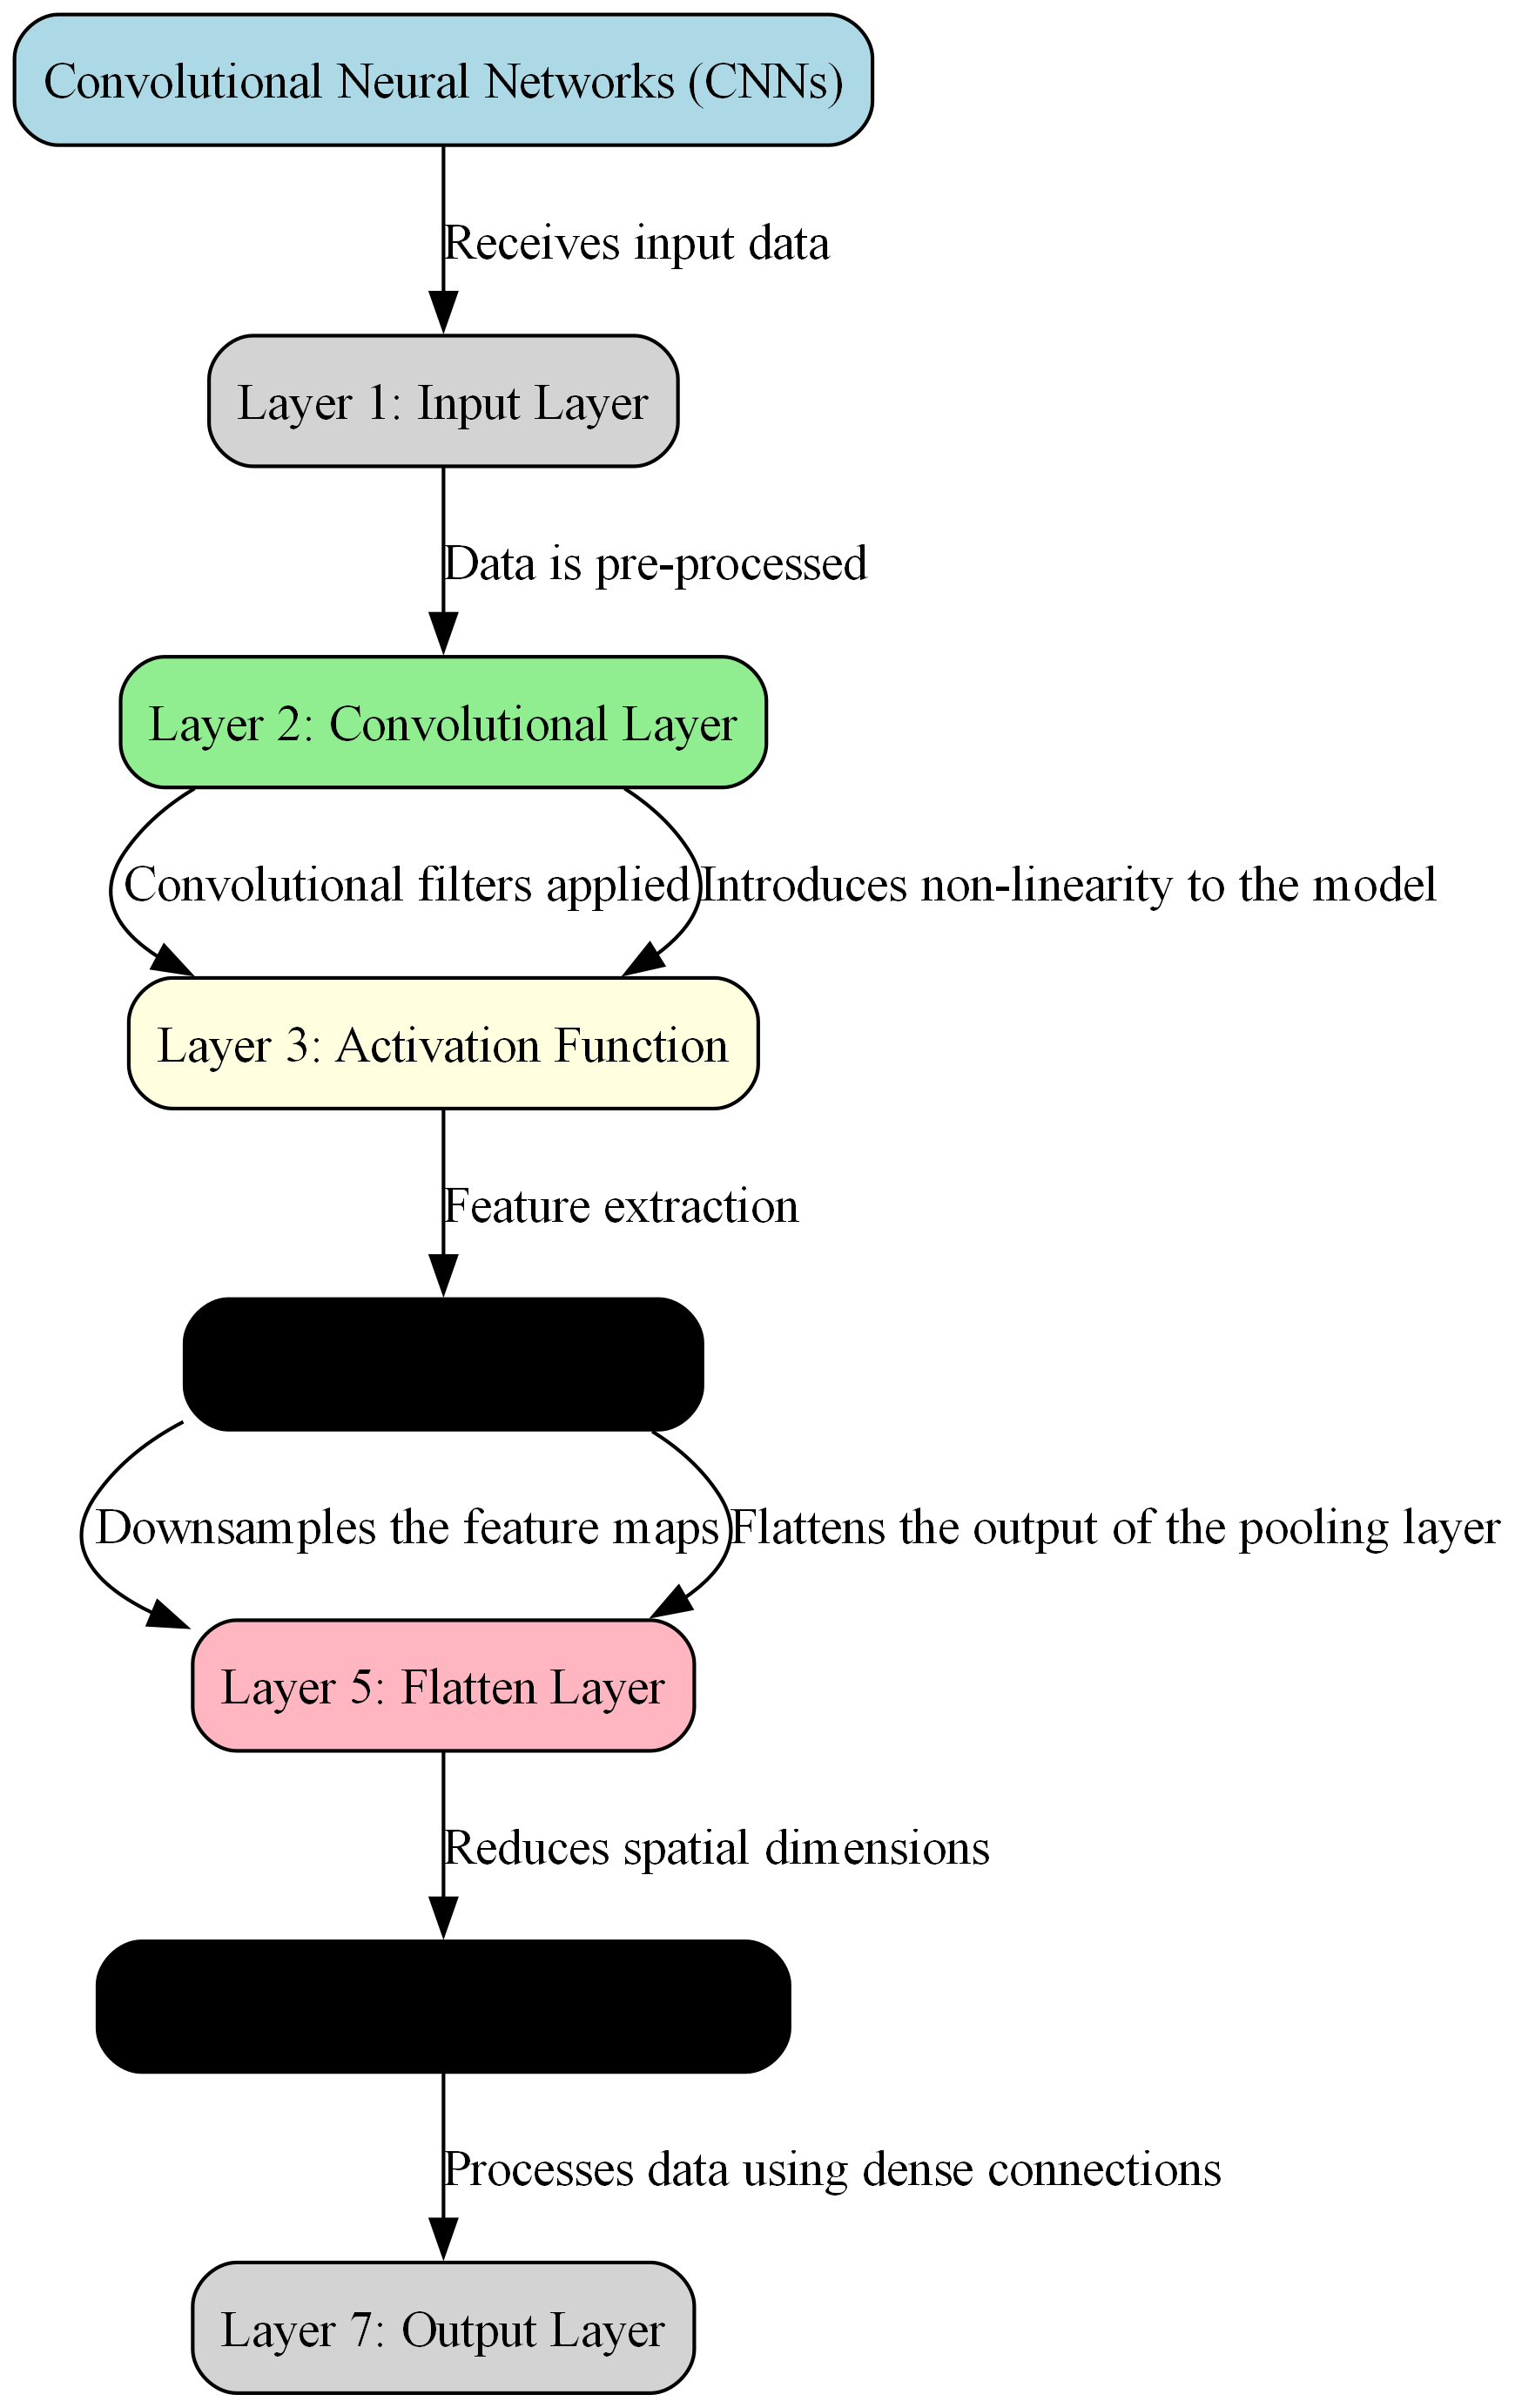 Convolutional Neural Networks (CNNs)
Receives input data
Layer 1: Input Layer
Data is pre-processed
Layer 2: Convolutional Layer
Convolutional filters applied
Introduces non-linearity to the model
Layer 3: Activation Function
Feature extraction
Downsamples the feature maps
Flattens the output of the pooling layer
Layer 5: Flatten Layer
Reduces spatial dimensions
Processes data using dense connections
Layer 7: Output Layer